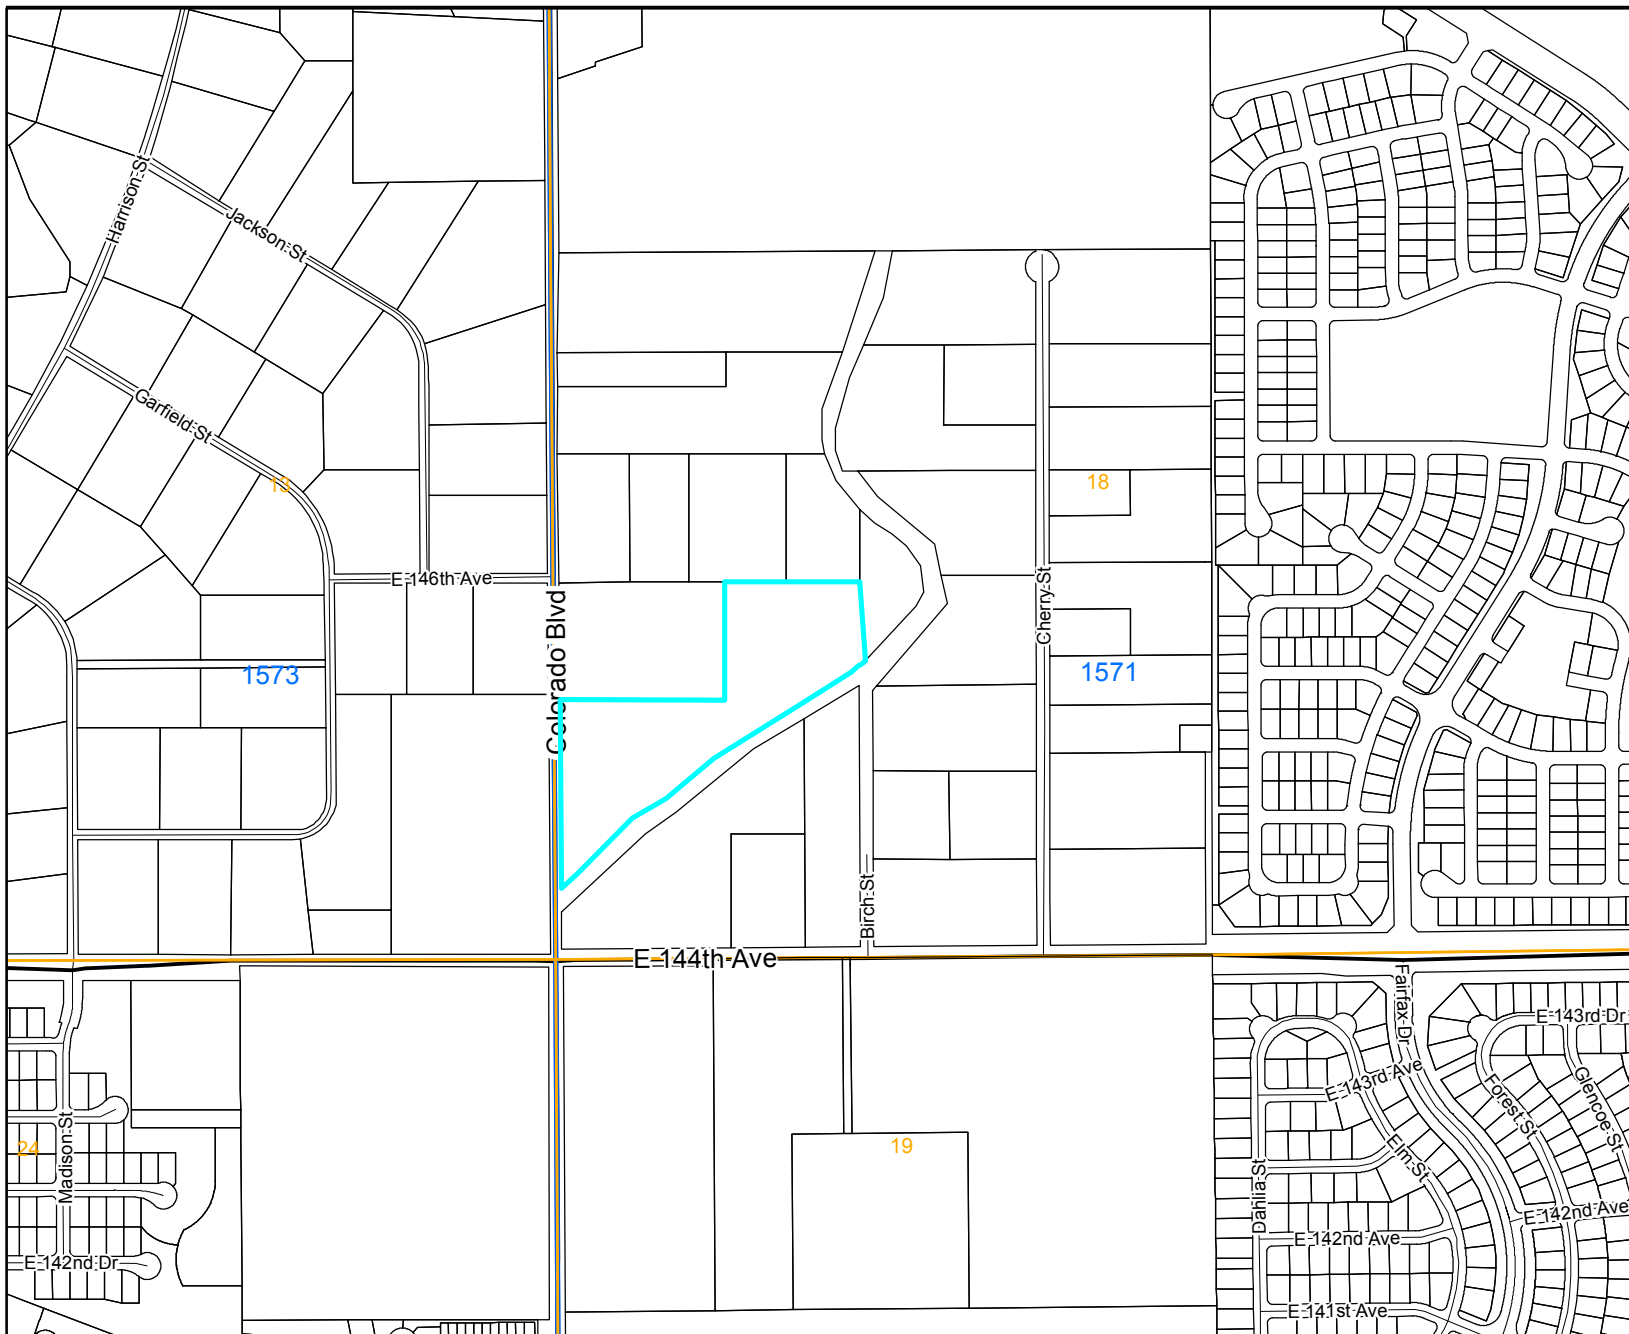 Harrison St
Jackson St
Garfield St
13
18
E 146th Ave
Colorado Blvd
Cherry St
1573
1571
Birch St
E 144th Ave
Fairfax Dr
E 143rd Dr
E 143rd Ave
Glencoe St
Forest St
24
Madison St
19
Elm St
Dahlia St
E 142nd Ave
E 142nd Ave
E 142nd Dr
E 141st Ave